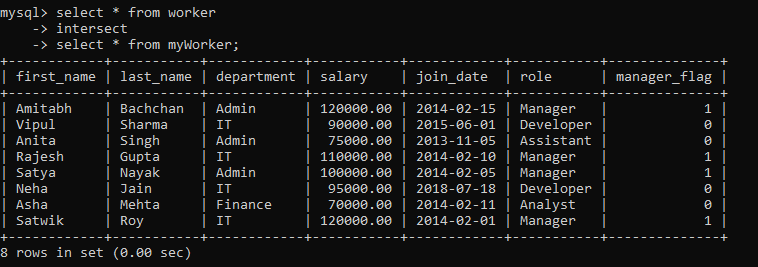 mysql> select * from worker
    -> intersect
    -> select * from myWorker;
+------------+-----------+------------+-----------+------------+-----------+--------------+
| first_name | last_name | department | salary    | join_date  | role      | manager_flag |
+------------+-----------+------------+-----------+------------+-----------+--------------+
| Amitabh    | Bachchan  | Admin      | 120000.00 | 2014-02-15 | Manager   |            1 |
| Vipul      | Sharma    | IT         |  90000.00 | 2015-06-01 | Developer |            0 |
| Anita      | Singh     | Admin      |  75000.00 | 2013-11-05 | Assistant |            0 |
| Rajesh     | Gupta     | IT         | 110000.00 | 2014-02-10 | Manager   |            1 |
| Satya      | Nayak     | Admin      | 100000.00 | 2014-02-05 | Manager   |            1 |
| Neha       | Jain      | IT         |  95000.00 | 2018-07-18 | Developer |            0 |
| Asha       | Mehta     | Finance    |  70000.00 | 2014-02-11 | Analyst   |            0 |
| Satwik     | Roy       | IT         | 120000.00 | 2014-02-01 | Manager   |            1 |
+------------+-----------+------------+-----------+------------+-----------+--------------+
8 rows in set (0.00 sec)